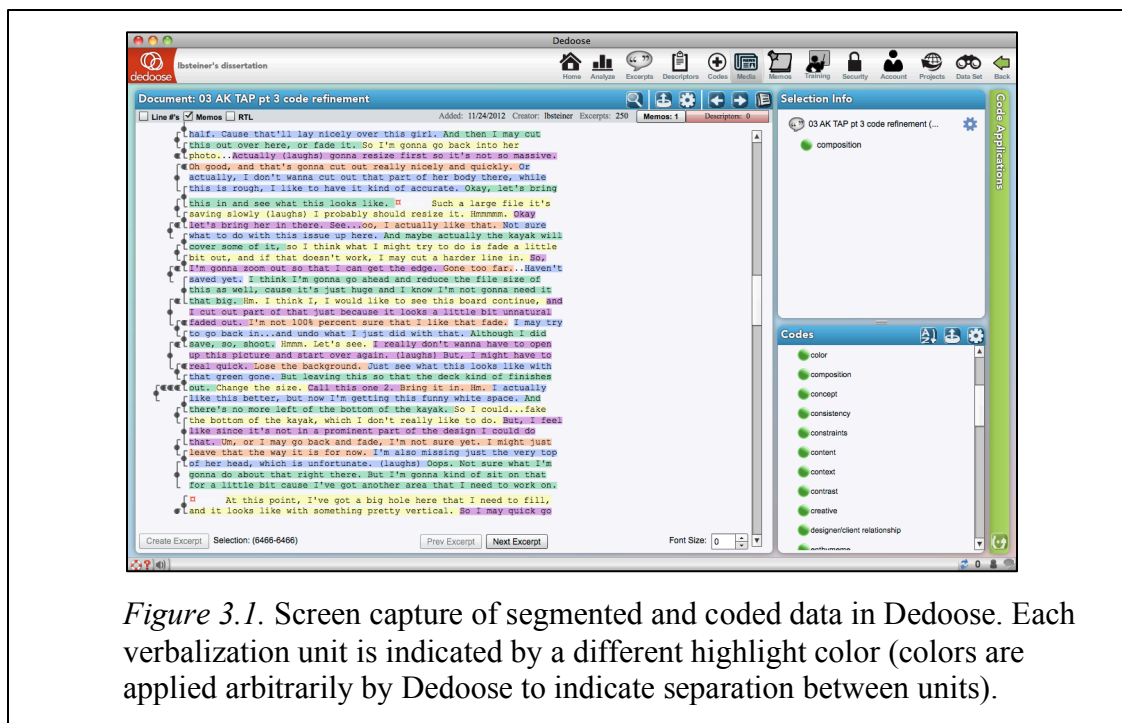 Dedoose
dedoose
lbsteiner's dissertation
Home Analyze Excerpts Descriptors Codes Media Memos Training Security Account Projects Data Set Back
Document: 03 AK TAP pt 3 code refinement
Line #'s Memos RTL Added: 11/24/2012 Creator: lbsteiner Excerpts: 250 Memos: 1 Descriptors: 0
half. Cause that'll lay nicely over this girl. And then I may cut
this out over here, or fade it. So I'm gonna go back into her
photo...Actually (laughs) gonna resize first so it's not so massive.
Oh good, and that's gonna cut out really nicely and quickly. Or
actually, I don't wanna cut out that part of her body there, while
this is rough, I like to have it kind of accurate. Okay, let's bring
this in and see what this looks like. Such a large file it's
saving slowly (laughs) I probably should resize it. Hmmmmm. Okay
let's bring her in there. See...oo, I actually like that. Not sure
what to do with this issue up here. And maybe actually the kayak will
cover some of it, so I think what I might try to do is fade a little
bit out, and if that doesn't work, I may cut a harder line in. So,
I'm gonna zoom out so that I can get the edge. Gone too far...Haven't
saved yet. I think I'm gonna go ahead and reduce the file size of
this as well, cause it's just huge and I know I'm not gonna need it
that big. Hm. I think I, I would like to see this board continue, and
I cut out part of that just because it looks a little bit unnatural
faded out. I'm not 100% percent sure that I like that fade. I may try
to go back in...and undo what I just did with that. Although I did
save, so, shoot. Hmmm. Let's see. I really don't wanna have to open
up this picture and start over again. (laughs) But, I might have to
real quick. Lose the background. Just see what this looks like with
that green gone. But leaving this so that the deck kind of finishes
out. Change the size. Call this one 2. Bring it in. Hm. I actually
like this better, but now I'm getting this funny white space. And
there's no more left of the bottom of the kayak. So I could...fake
the bottom of the kayak, which I don't really like to do. But, I feel
like since it's not in a prominent part of the design I could do
that. Um, or I may go back and fade, I'm not sure yet. I might just
leave that the way it is for now. I'm also missing just the very top
of her head, which is unfortunate. (laughs) Oops. Not sure what I'm
gonna do about that right there. But I'm gonna kind of sit on that
for a little bit cause I've got another area that I need to work on.
At this point, I've got a big hole here that I need to fill,
and it looks like with something pretty vertical. So I may quick go
Create Excerpt Selection: (6466-6466) Prev Excerpt Next Excerpt Font Size: 0
Selection Info
03 AK TAP pt 3 code refinement (...
composition
Code Applications
Codes
color
composition
concept
consistency
constraints
content
context
contrast
creative
designer/client relationship
enthymeme
0
Figure 3.1. Screen capture of segmented and coded data in Dedoose. Each
verbalization unit is indicated by a different highlight color (colors are
applied arbitrarily by Dedoose to indicate separation between units).